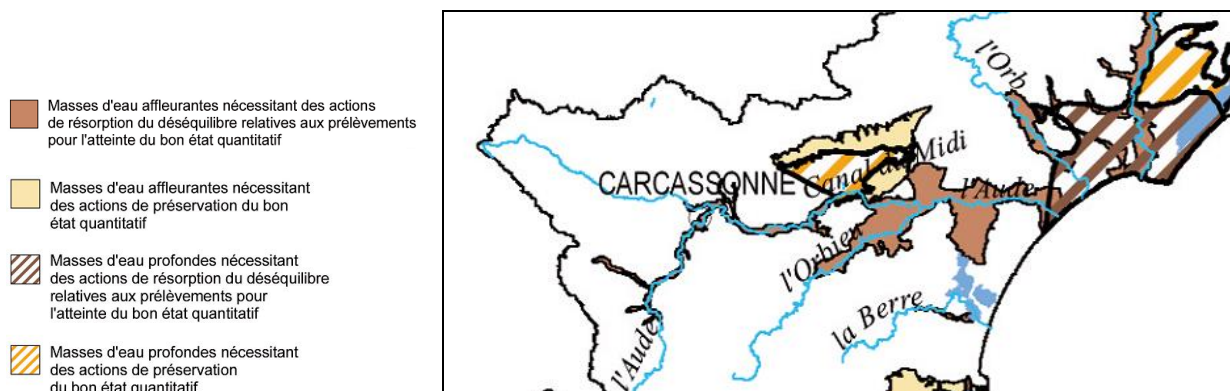 Masses d'eau affleurantes nécessitant des actions
de résorption du déséquilibre relatives aux prélèvements
pour l'atteinte du bon état quantitatif
Masses d'eau affleurantes nécessitant
des actions de préservation du bon
état quantitatif
Masses d'eau profondes nécessitant
des actions de résorption du déséquilibre
relatives aux prélèvements pour
l'atteinte du bon état quantitatif
Masses d'eau profondes nécessitant
des actions de préservation
du bon état quantitatif
l'Orb
CARCASSONNE
Canal du Midi
l'Aude
l'Orbieu
la Berre
l'Aude